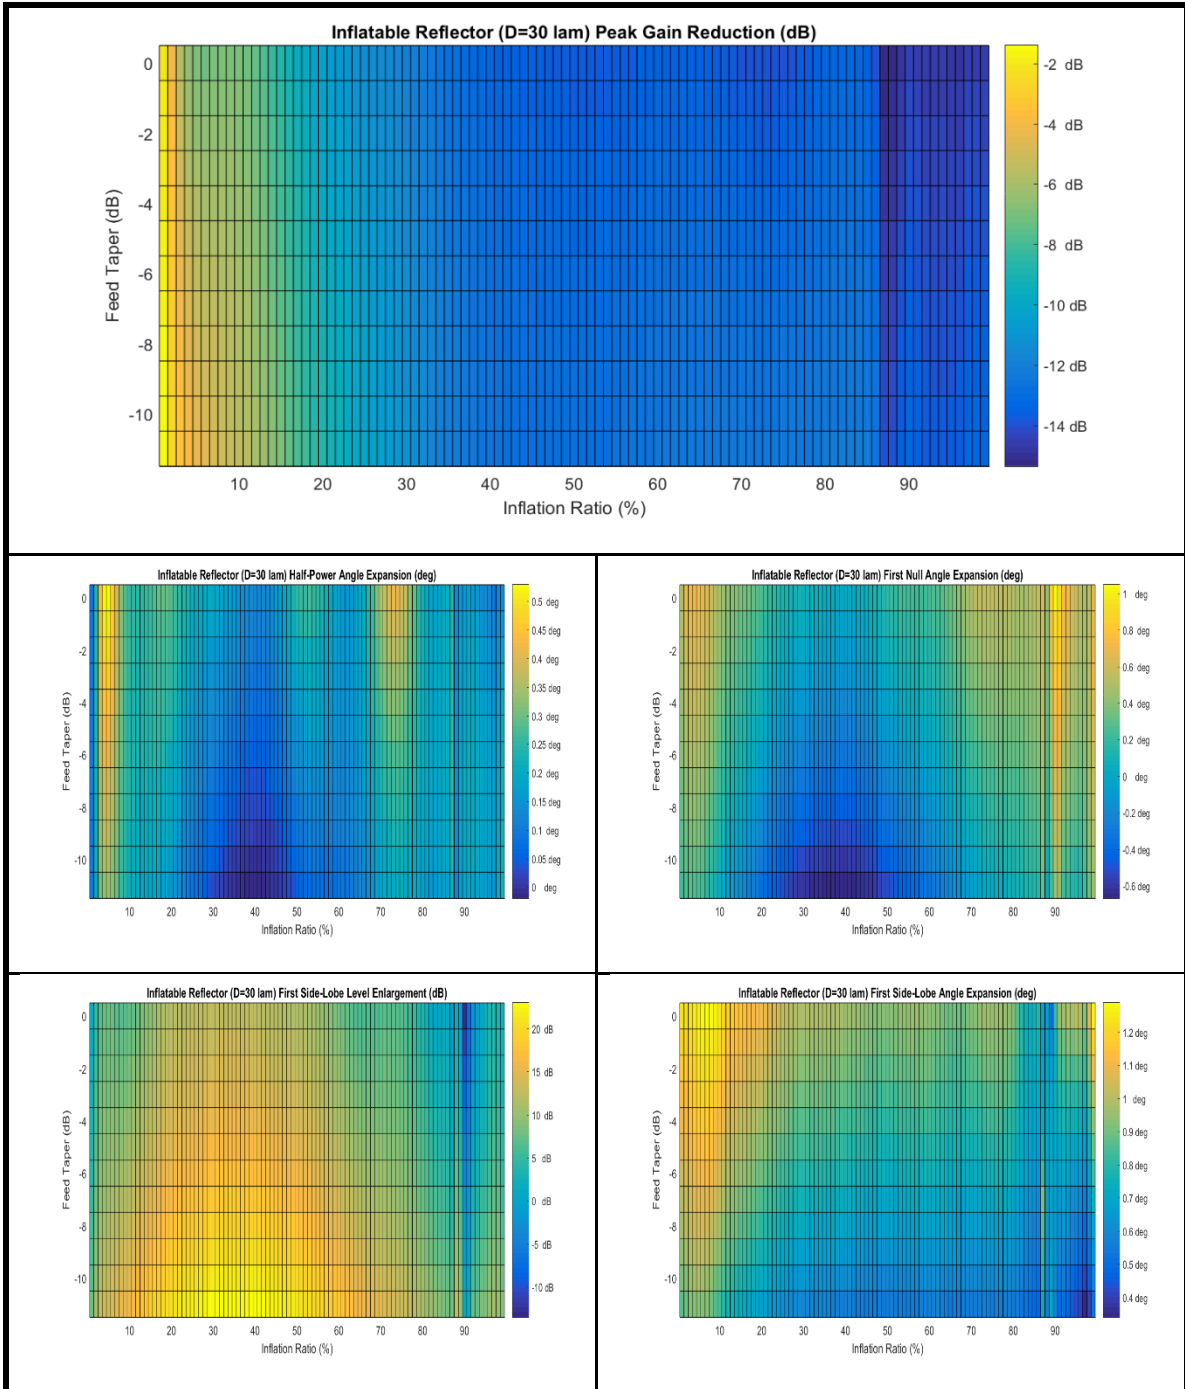 Inflatable Reflector (D=30 lam) Peak Gain Reduction (dB)
Feed Taper (dB)
0
-2
-4
-6
-8
-10
10 20 30 40 50 60 70 80 90
Inflation Ratio (%)
-2 dB
-4 dB
-6 dB
-8 dB
-10 dB
-12 dB
-14 dB
Inflatable Reflector (D=30 lam) Half-Power Angle Expansion (deg)
Feed Taper (dB)
0
-2
-4
-6
-8
-10
10 20 30 40 50 60 70 80 90
Inflation Ratio (%)
0.5 deg
0.45 deg
0.4 deg
0.35 deg
0.3 deg
0.25 deg
0.2 deg
0.15 deg
0.1 deg
0.05 deg
0 deg
Inflatable Reflector (D=30 lam) First Null Angle Expansion (deg)
Feed Taper (dB)
0
-2
-4
-6
-8
-10
10 20 30 40 50 60 70 80 90
Inflation Ratio (%)
1 deg
0.8 deg
0.6 deg
0.4 deg
0.2 deg
0 deg
-0.2 deg
-0.4 deg
-0.6 deg
Inflatable Reflector (D=30 lam) First Side-Lobe Level Enlargement (dB)
Feed Taper (dB)
0
-2
-4
-6
-8
-10
10 20 30 40 50 60 70 80 90
Inflation Ratio (%)
20 dB
15 dB
10 dB
5 dB
0 dB
-5 dB
-10 dB
Inflatable Reflector (D=30 lam) First Side-Lobe Angle Expansion (deg)
Feed Taper (dB)
0
-2
-4
-6
-8
-10
10 20 30 40 50 60 70 80 90
Inflation Ratio (%)
1.2 deg
1.1 deg
1 deg
0.9 deg
0.8 deg
0.7 deg
0.6 deg
0.5 deg
0.4 deg